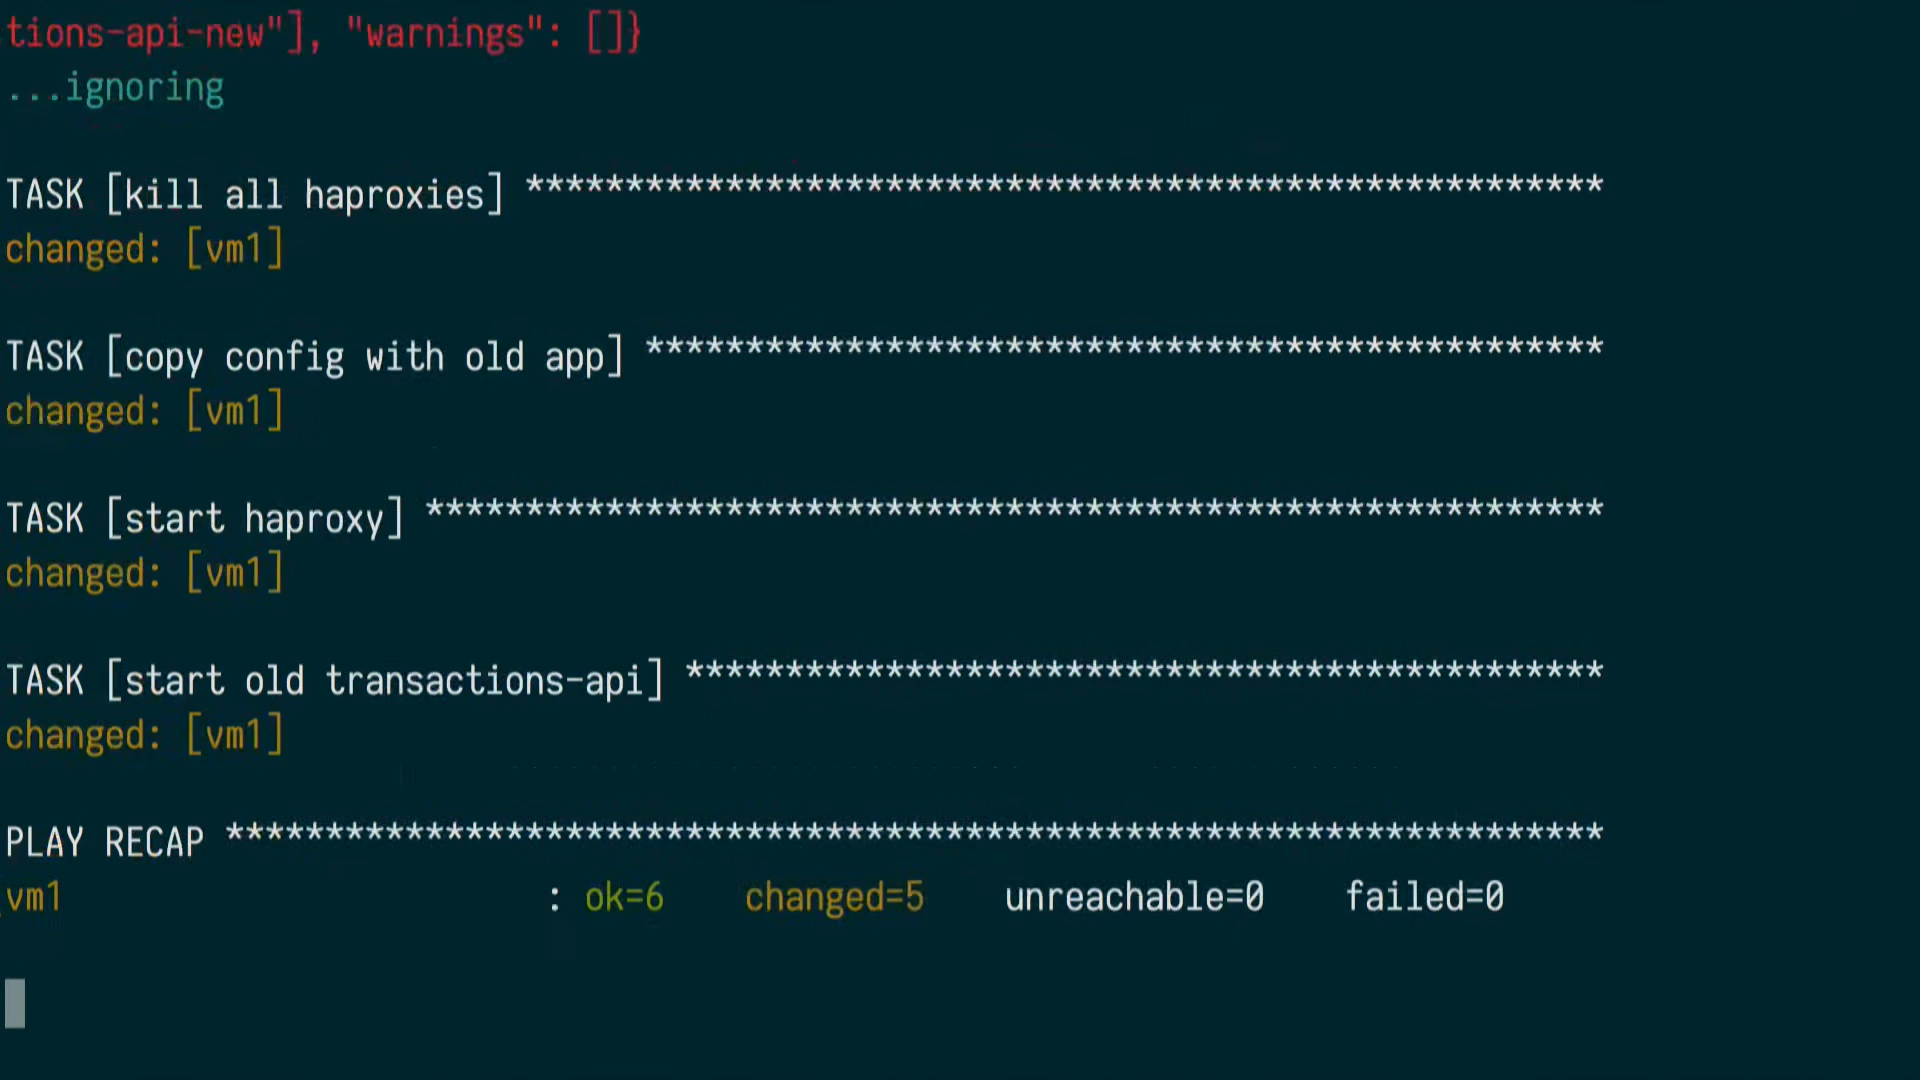 tions-api-new"], "warnings": []}
...ignoring
TASK [kill all haproxies] ******************************************************
changed: [vm1]
TASK [copy config with old app] ************************************************
changed: [vm1]
TASK [start haproxy] ***********************************************************
changed: [vm1]
TASK [start old transactions-api] **********************************************
changed: [vm1]
PLAY RECAP *********************************************************************
vm1 : ok=6 changed=5 unreachable=0 failed=0